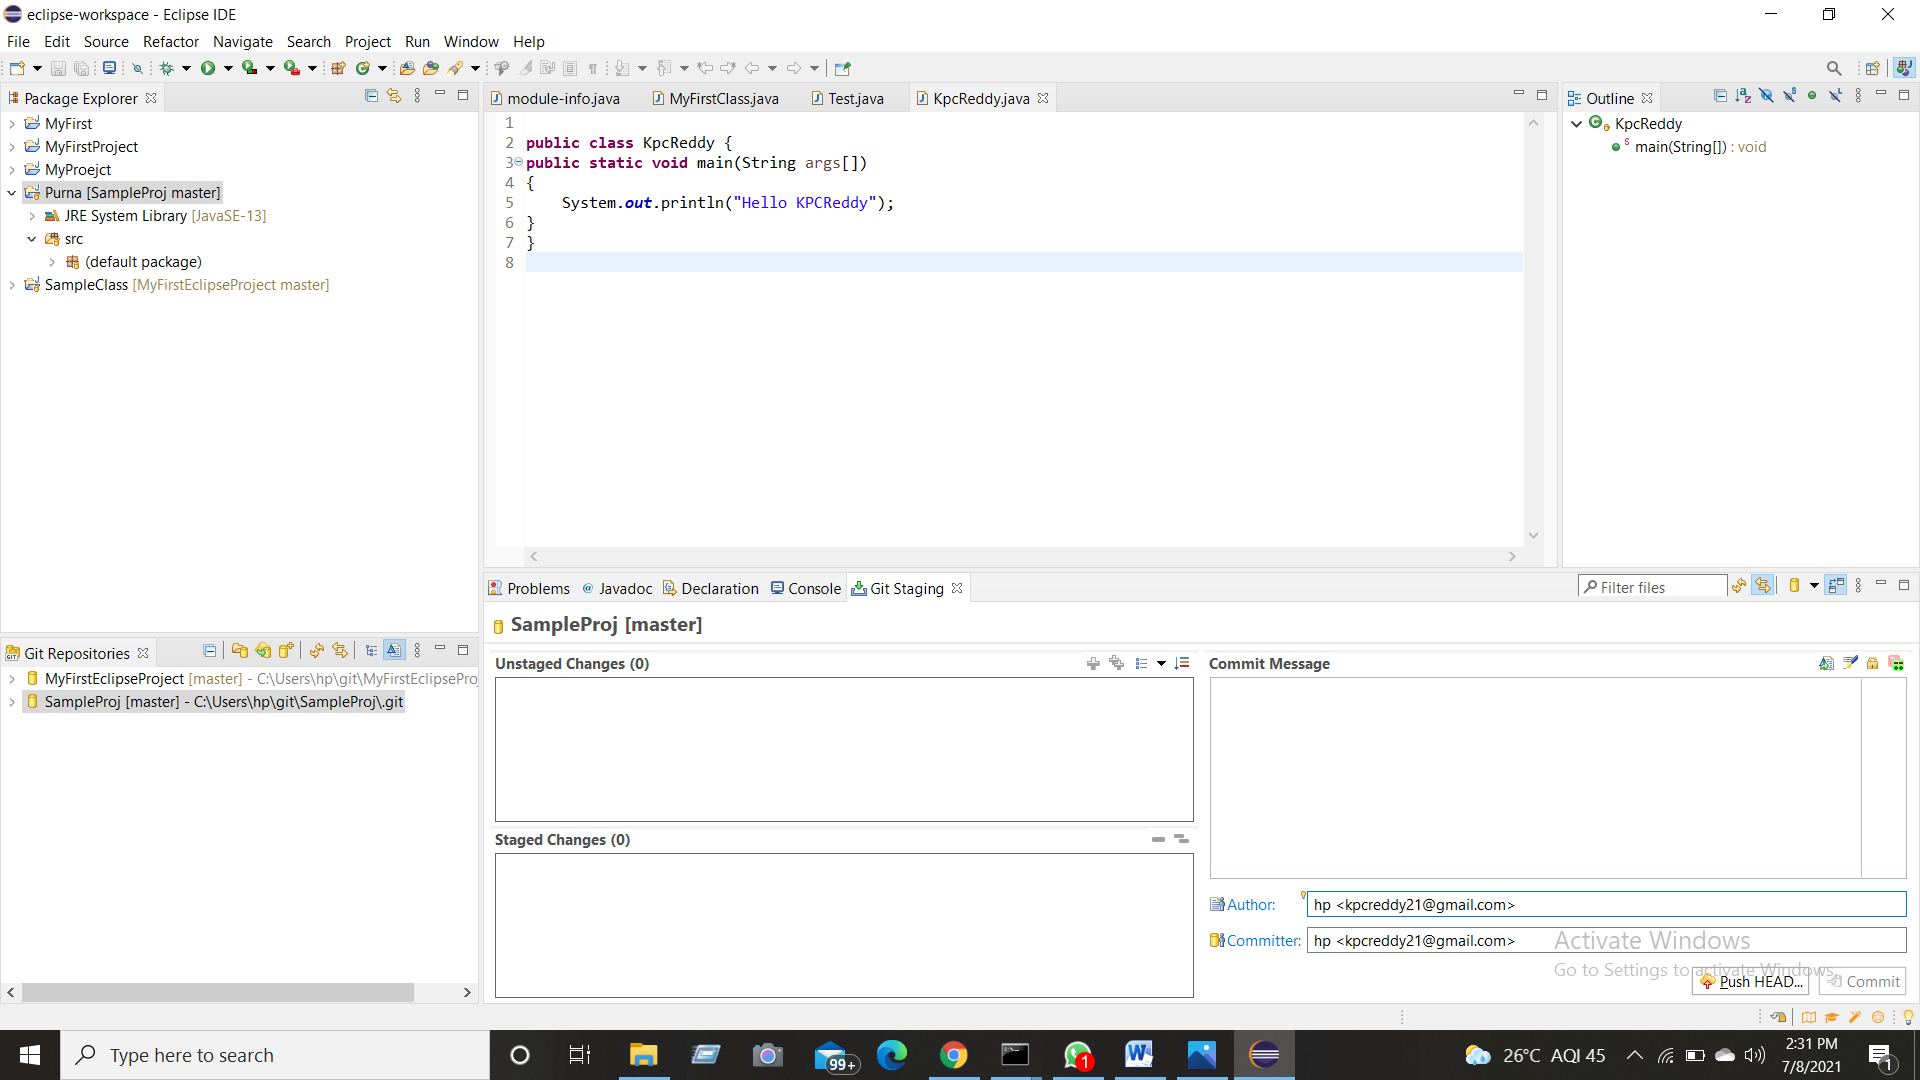 eclipse-workspace - Eclipse IDE
File Edit Source Refactor Navigate Search Project Run Window Help
Package Explorer
MyFirst
MyFirstProject
MyProejct
Purna [SampleProj master]
JRE System Library [JavaSE-13]
src
(default package)
SampleClass [MyFirstEclipseProject master]
module-info.java MyFirstClass.java Test.java KpcReddy.java
1
2 public class KpcReddy {
3 public static void main(String args[])
4 {
5 System.out.println("Hello KPCReddy");
6 }
7 }
8
Outline
KpcReddy
main(String[]) : void
Git Repositories
MyFirstEclipseProject [master] - C:\Users\hp\git\MyFirstEclipsePro
SampleProj [master] - C:\Users\hp\git\SampleProj\.git
Problems @ Javadoc Declaration Console Git Staging
Filter files
SampleProj [master]
Unstaged Changes (0)
Staged Changes (0)
Commit Message
Author: hp <kpcreddy21@gmail.com>
Committer: hp <kpcreddy21@gmail.com>
Activate Windows
Go to Settings to activate Windows.
Push HEAD... Commit
Type here to search
99+
1
26°C AQI 45
2:31 PM
7/8/2021
1